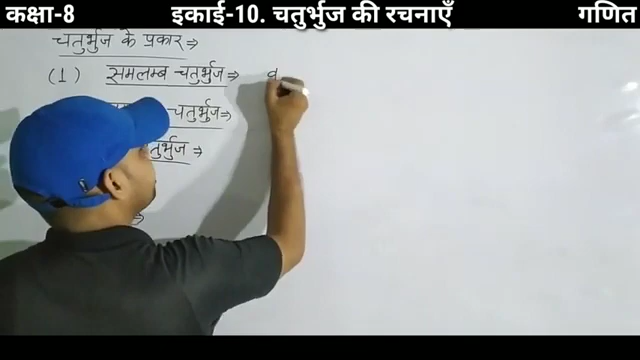 कक्षा-8 इकाई-10. चतुर्भुज की रचनाएँ गणित
चतुर्भुज के प्रकार⇒
(1) समलम्ब चतुर्भुज⇒ व
चतुर्भुज⇒
तुर्भुज ⇒